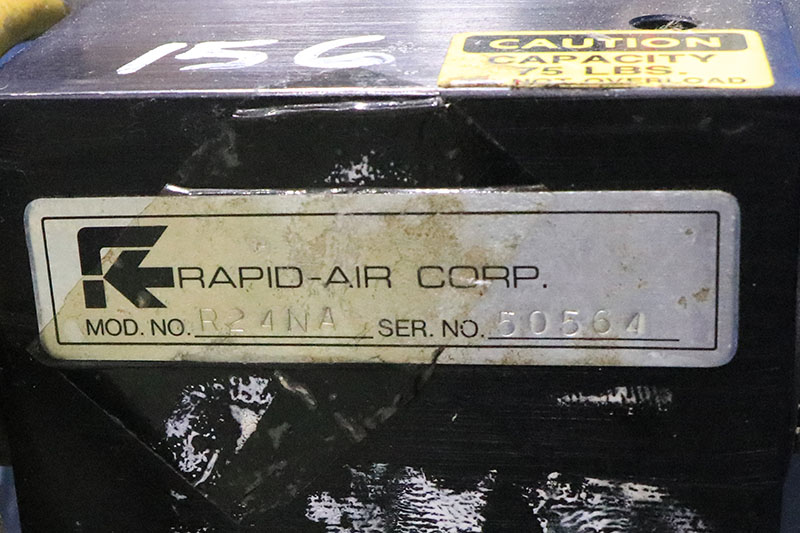 156
CAUTION
CAPACITY
75 LBS.
RAPID-AIR CORP.
MOD. NO. R24NA SER. NO. 50564